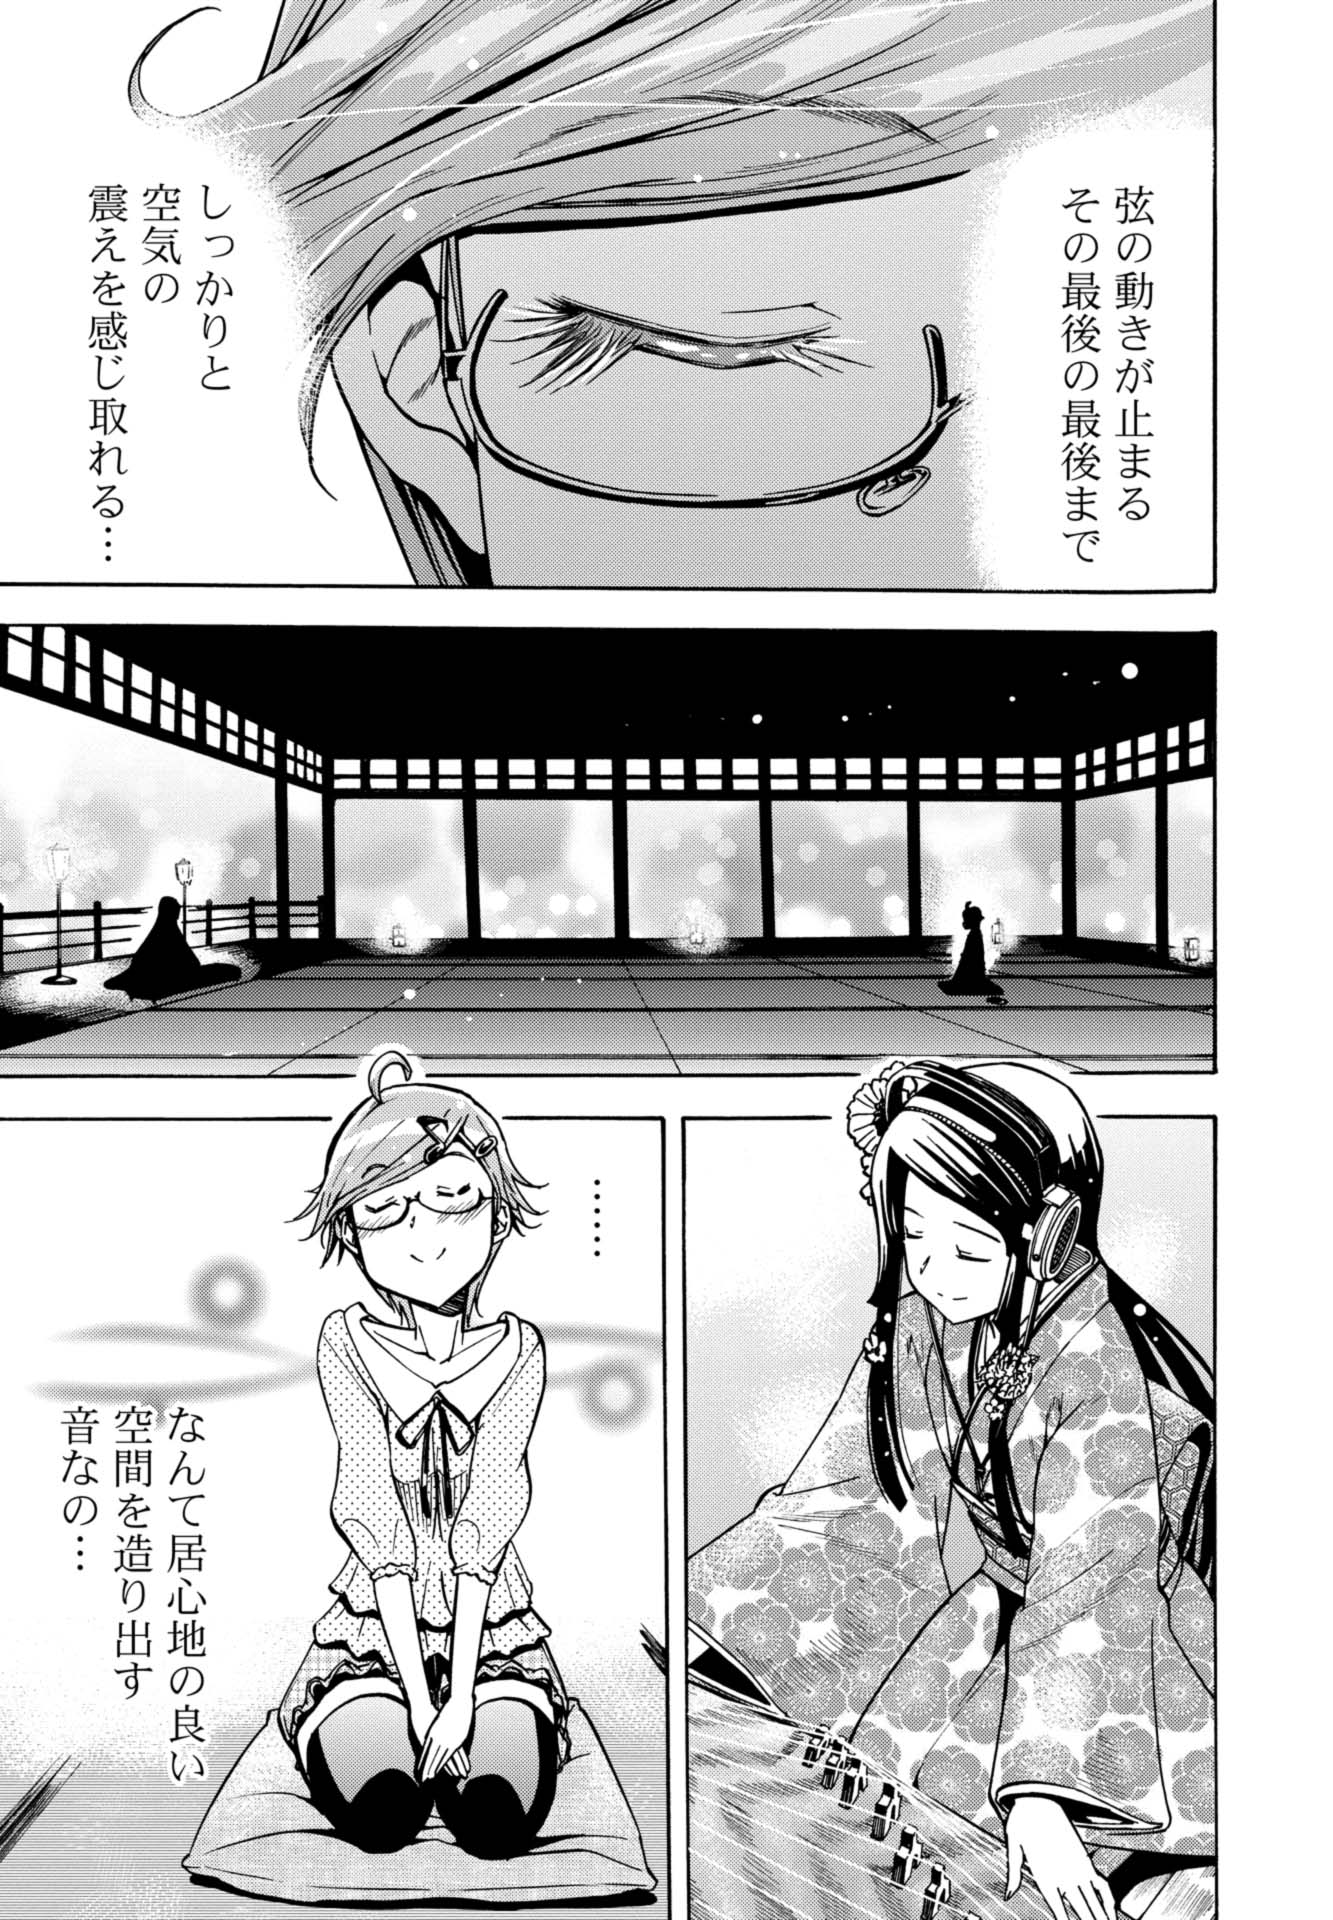 弦の動きが止まる
その最後の最後まで
しっかりと
空気の
震えを感じ取れる…
……
なんて居心地の良い
空間を造り出す
音なの…